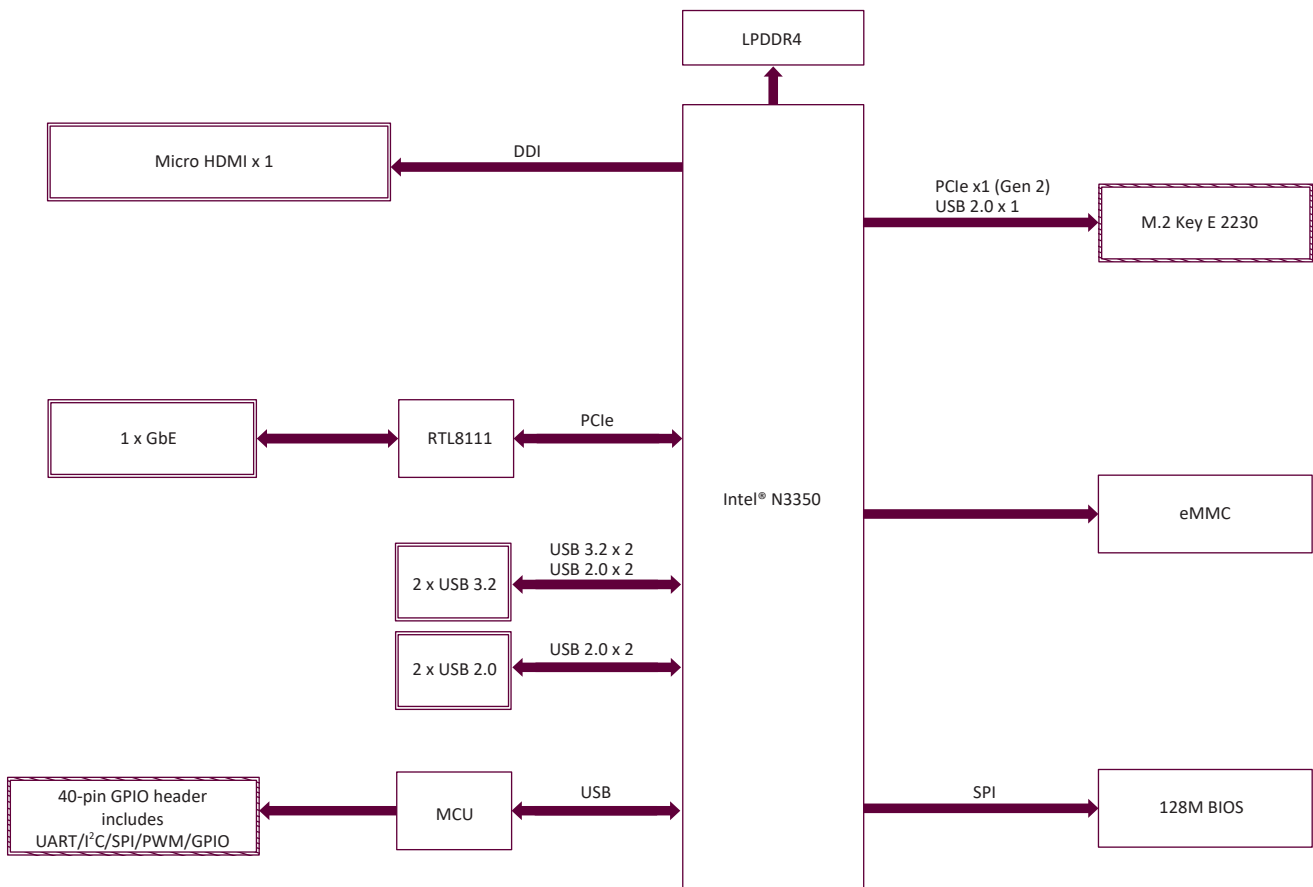 LPDDR4
Micro HDMI x 1
DDI
PCIe x1 (Gen 2)
USB 2.0 x 1
M.2 Key E 2230
1 x GbE
RTL8111
PCIe
Intel® N3350
eMMC
USB 3.2 x 2
USB 2.0 x 2
2 x USB 3.2
USB 2.0 x 2
2 x USB 2.0
40-pin GPIO header
includes
UART/I²C/SPI/PWM/GPIO
MCU
USB
SPI
128M BIOS